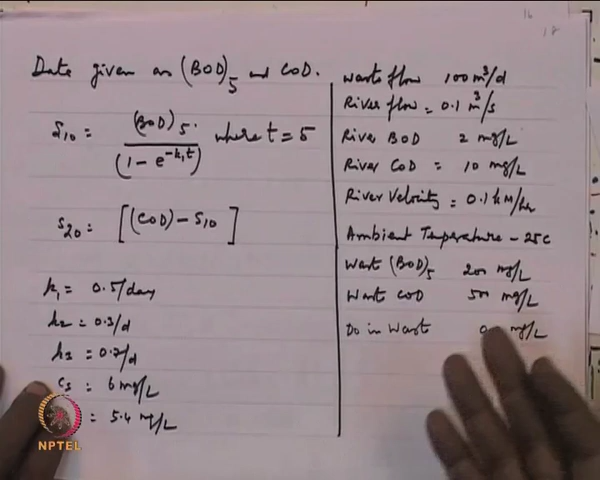 Data given as (BOD)5 and COD.
S10 = (BOD)5 / (1 - e^-k1t) where t = 5
S20 = [(COD) - S10]
k1 = 0.5/day
k2 = 0.3/d
k3 = 0.7/d
Cs = 6 mg/L
= 5.4 mg/L
Waste flow 100 m³/d
River flow = 0.1 m³/s
River BOD 2 mg/L
River COD = 10 mg/L
River Velocity = 0.1 km/hr
Ambient Temperature - 25C
Waste (BOD)5 200 mg/L
Waste COD 500 mg/L
DO in Waste mg/L
NPTEL